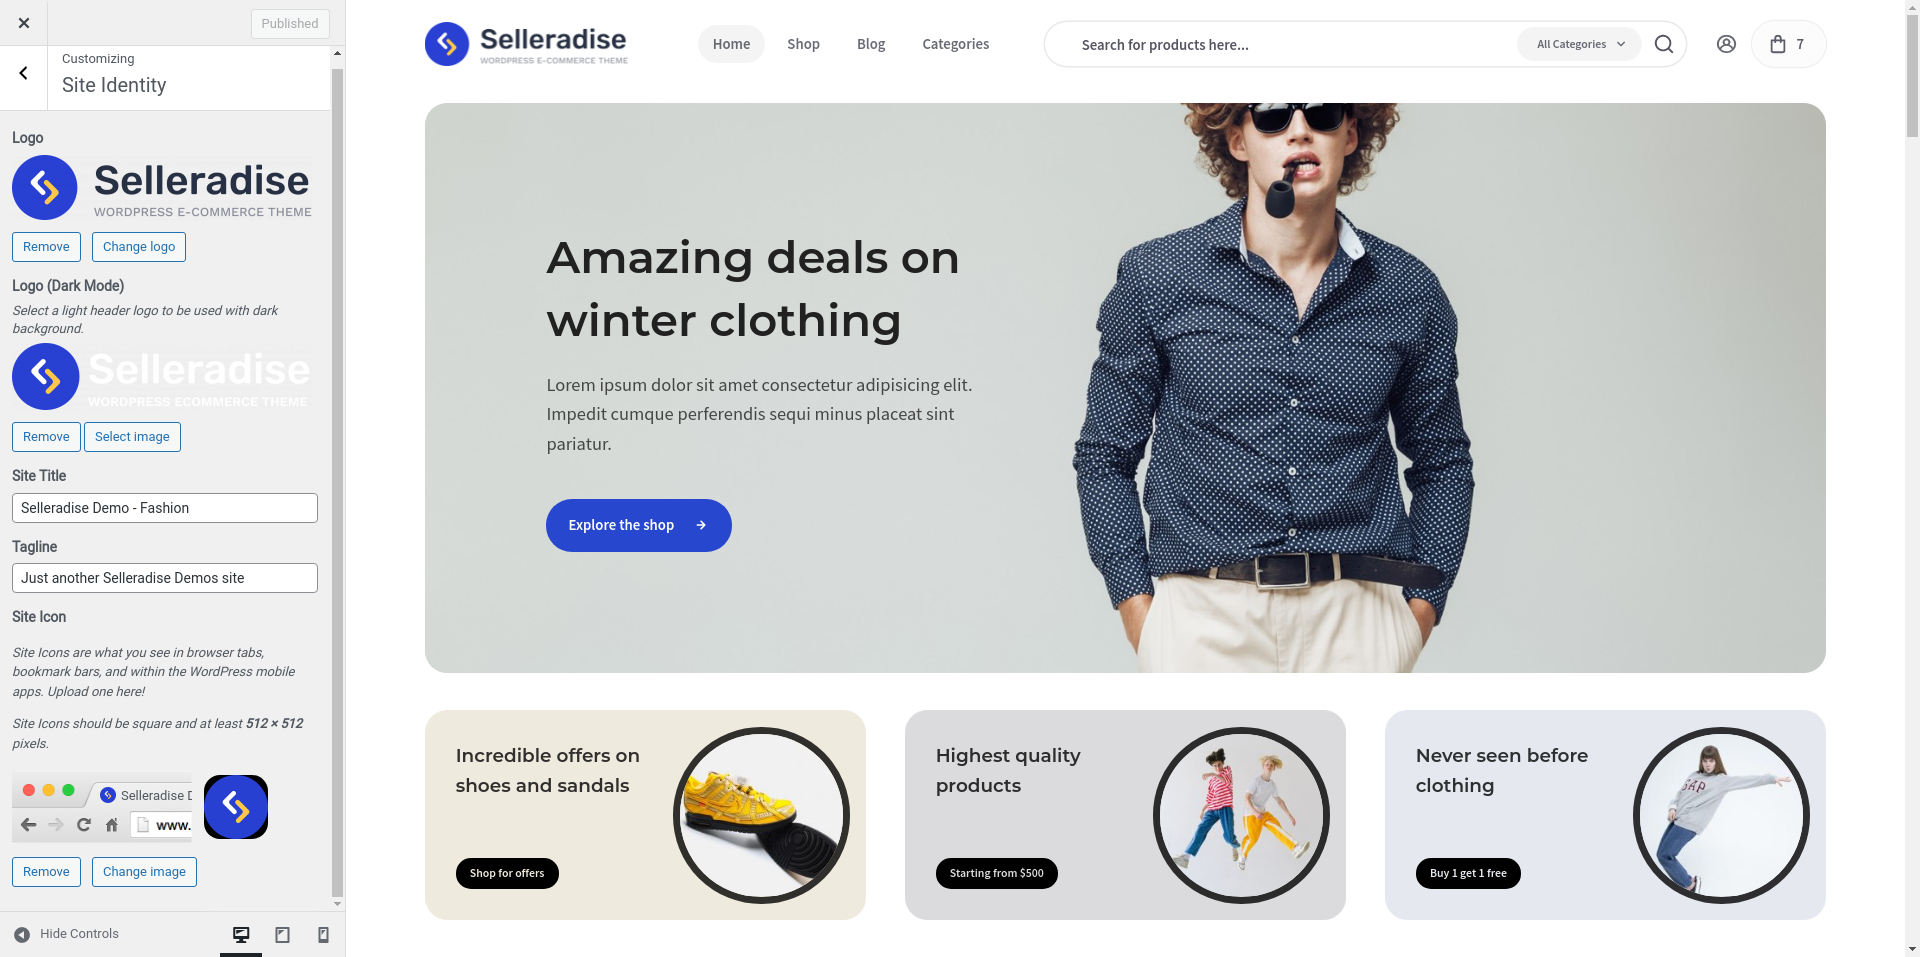 Published
Customizing
Site Identity
Logo
Selleradise
WORDPRESS E-COMMERCE THEME
Remove
Change logo
Logo (Dark Mode)
Select a light header logo to be used with dark
background.
Selleradise
WORDPRESS ECOMMERCE THEME
Remove
Select image
Site Title
Selleradise Demo - Fashion
Tagline
Just another Selleradise Demos site
Site Icon
Site Icons are what you see in browser tabs,
bookmark bars, and within the WordPress mobile
apps. Upload one here!
Site Icons should be square and at least 512 × 512
pixels.
Selleradise D
www.
Remove
Change image
Hide Controls
Selleradise
WORDPRESS E-COMMERCE THEME
Home
Shop
Blog
Categories
Search for products here...
All Categories
7
Amazing deals on
winter clothing
Lorem ipsum dolor sit amet consectetur adipisicing elit.
Impedit cumque perferendis sequi minus placeat sint
pariatur.
Explore the shop
Incredible offers on
shoes and sandals
Shop for offers
Highest quality
products
Starting from $500
Never seen before
clothing
Buy 1 get 1 free
GAP